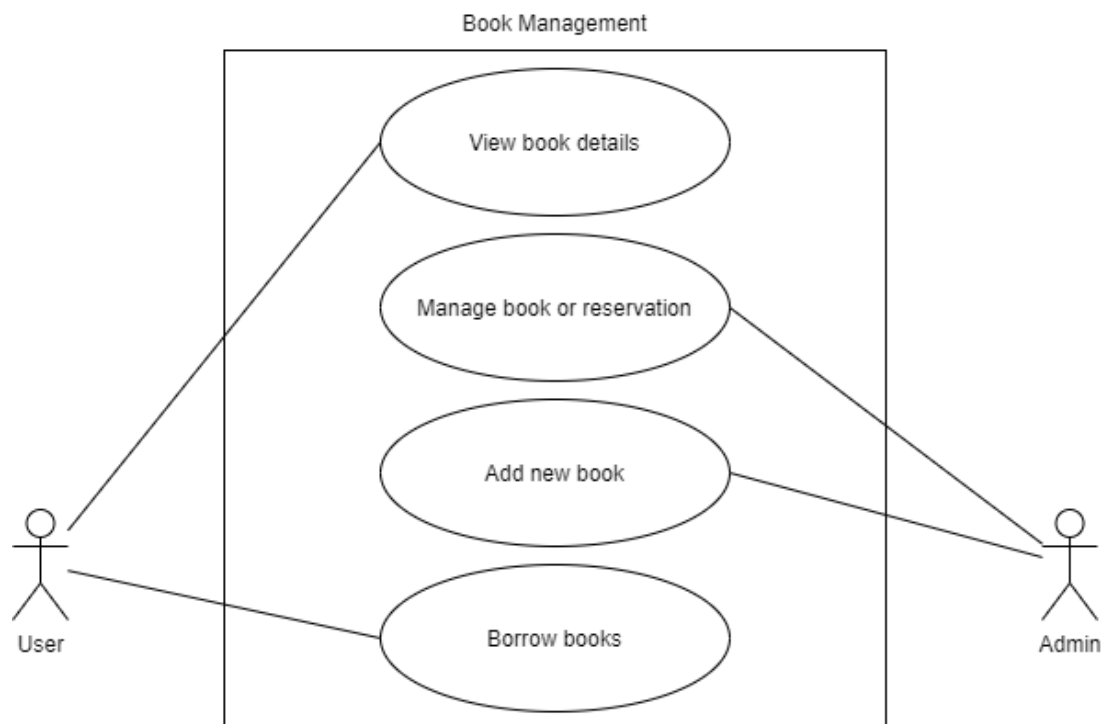 Book Management
View book details
Manage book or reservation
Add new book
Borrow books
User
Admin